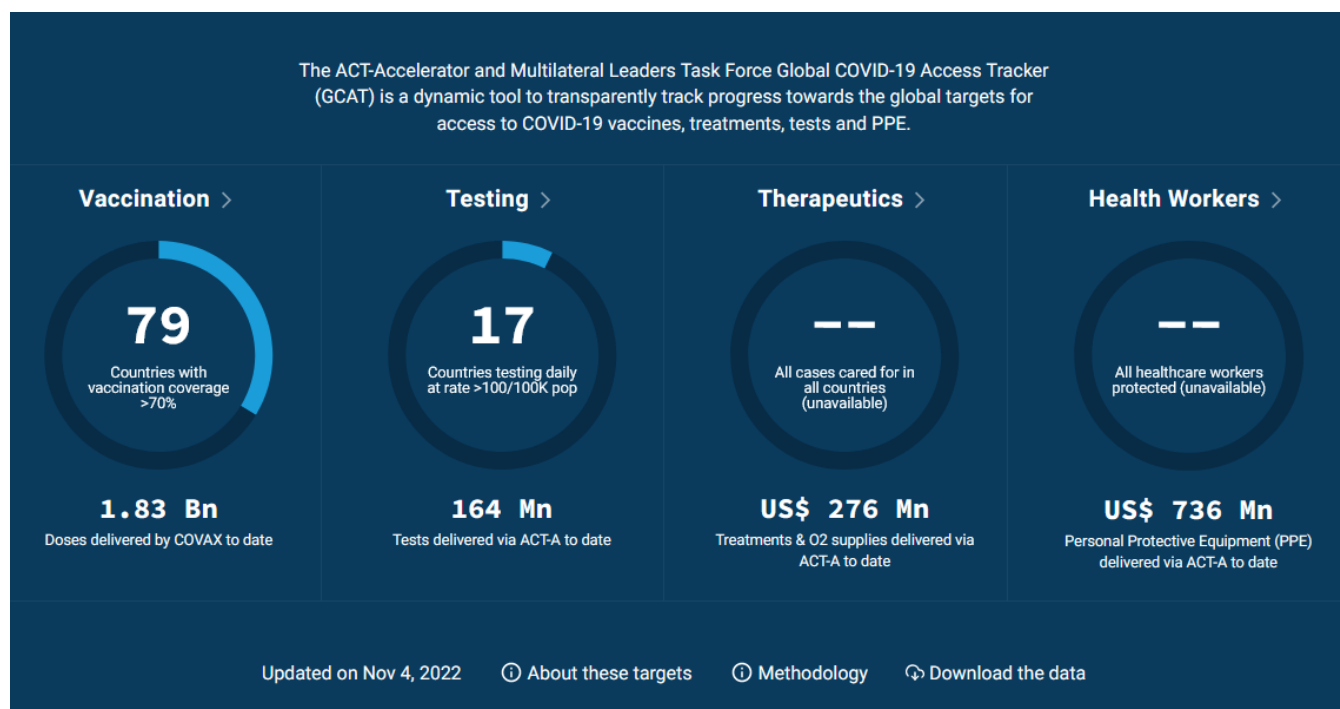 The ACT-Accelerator and Multilateral Leaders Task Force Global COVID-19 Access Tracker
(GCAT) is a dynamic tool to transparently track progress towards the global targets for
access to COVID-19 vaccines, treatments, tests and PPE.
Vaccination >
79
Countries with
vaccination coverage
>70%
1.83 Bn
Doses delivered by COVAX to date
Testing >
17
Countries testing daily
at rate >100/100K pop
164 Mn
Tests delivered via ACT-A to date
Therapeutics >
--
All cases cared for in
all countries
(unavailable)
US$ 276 Mn
Treatments & O2 supplies delivered via
ACT-A to date
Health Workers >
--
All healthcare workers
protected (unavailable)
US$ 736 Mn
Personal Protective Equipment (PPE)
delivered via ACT-A to date
Updated on Nov 4, 2022
About these targets
Methodology
Download the data